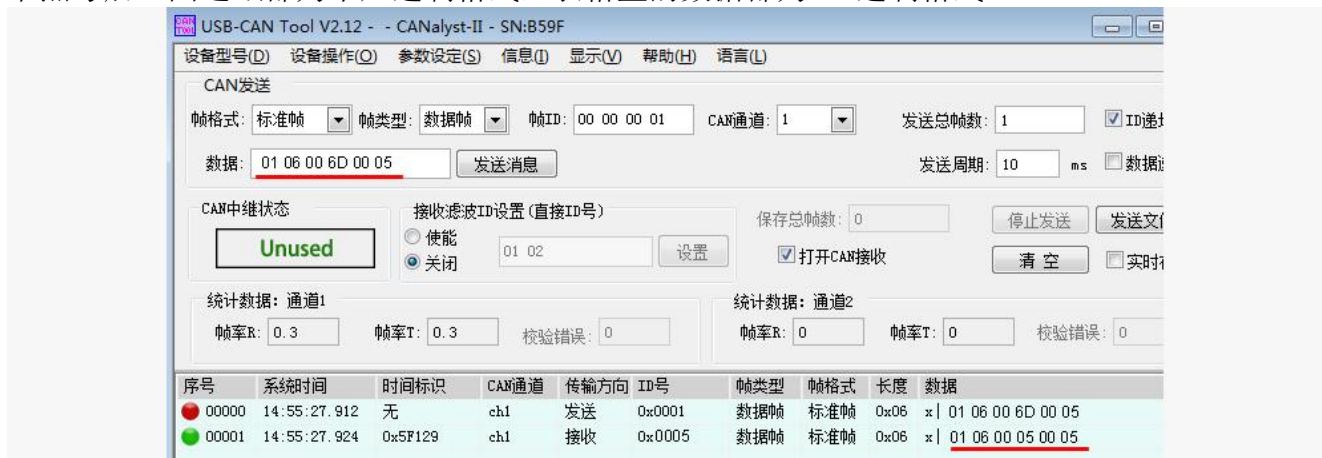 USB-CAN Tool V2.12 - - CANalyst-II - SN:B59F
设备型号(D) 设备操作(O) 参数设定(S) 信息(I) 显示(V) 帮助(H) 语言(L)
CAN发送
帧格式: 标准帧 帧类型: 数据帧 帧ID: 00 00 00 01 CAN通道: 1 发送总帧数: 1 ID递
数据: 01 06 00 6D 00 05 发送消息 发送周期: 10 ms 数据
CAN中继状态 接收滤波ID设置(直接ID号)
Unused 使能 关闭 01 02 设置
保存总帧数: 0 停止发送 发送文
打开CAN接收 清空 实时
统计数据: 通道1 统计数据: 通道2
帧率R: 0.3 帧率T: 0.3 校验错误: 0 帧率R: 0 帧率T: 0 校验错误: 0
序号 系统时间 时间标识 CAN通道 传输方向 ID号 帧类型 帧格式 长度 数据
00000 14:55:27.912 无 ch1 发送 0x0001 数据帧 标准帧 0x06 x| 01 06 00 6D 00 05
00001 14:55:27.924 0x5F129 ch1 接收 0x0005 数据帧 标准帧 0x06 x| 01 06 00 05 00 05